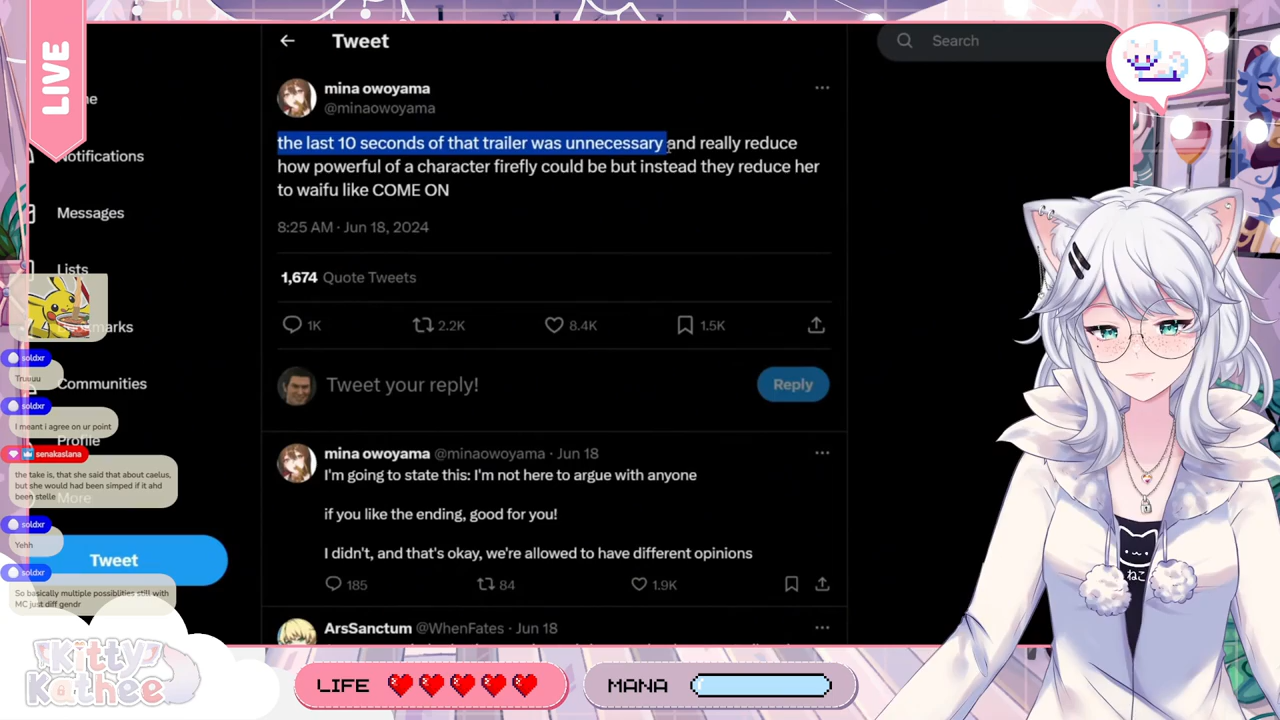 LIVE
Tweet
Search
mina owoyama
@minaowoyama
the last 10 seconds of that trailer was unnecessary and really reduce
how powerful of a character firefly could be but instead they reduce her
to waifu like COME ON
8:25 AM · Jun 18, 2024
1,674 Quote Tweets
1K
2.2K
8.4K
1.5K
Tweet your reply!
Reply
mina owoyama @minaowoyama · Jun 18
I'm going to state this: I'm not here to argue with anyone
if you like the ending, good for you!
I didn't, and that's okay, we're allowed to have different opinions
185
84
1.9K
ArsSanctum @WhenFates · Jun 18
Notifications
Messages
Lists
Communities
Profile
More
Tweet
soldxr
Truuuu
soldxr
I meant i agree on ur point
senakaslana
the take is, that she said that about caelus,
but she would had been simped if it ahd
been stelle
soldxr
Yehh
soldxr
So basically multiple possiblities still with
MC just diff gendr
Kitty
Kathee
LIFE
MANA
ねこ